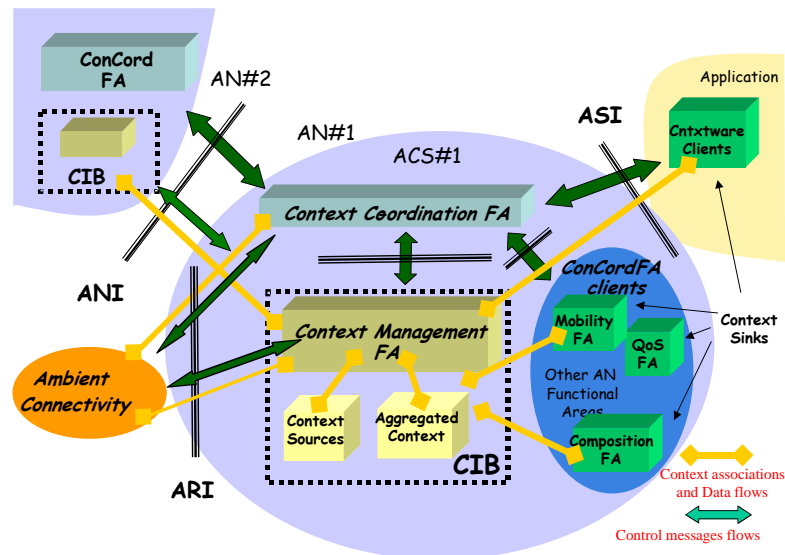 ConCord
FA
CIB
AN#2
AN#1
ACS#1
ASI
Application
Cntxtware
Clients
Context Coordination FA
ANI
ConCordFA
clients
Context Management
FA
Mobility
FA
QoS
FA
Context
Sinks
Ambient
Connectivity
Other AN
Functional
Areas
Context
Sources
Aggregated
Context
CIB
Composition
FA
ARI
Context associations
and Data flows
Control messages flows